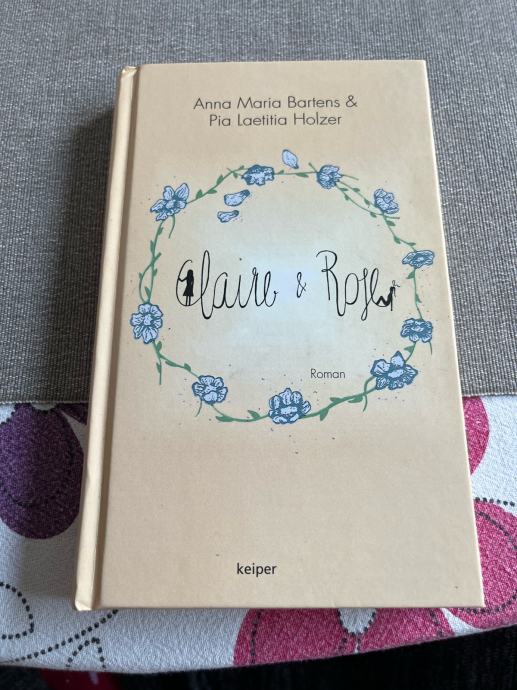 Anna Maria Bartens &
Pia Laetitia Holzer
Claire & Rose
Roman
keiper